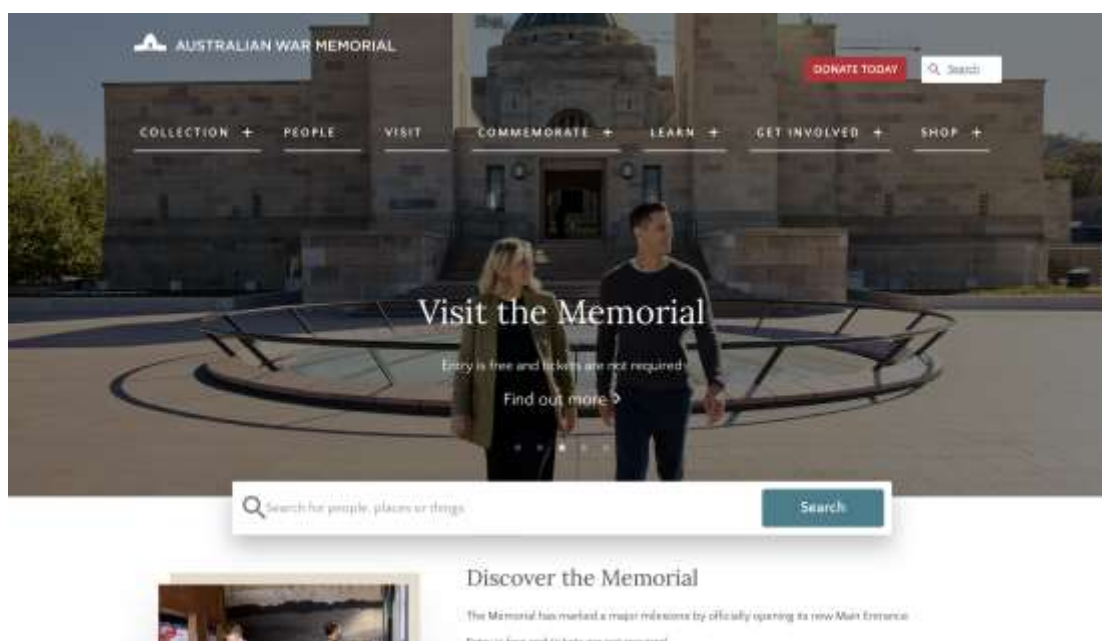 AUSTRALIAN WAR MEMORIAL
DONATE TODAY
Search
COLLECTION +
PEOPLE
VISIT
COMMEMORATE +
LEARN +
GET INVOLVED +
SHOP +
Visit the Memorial
Entry is free and tickets are not required
Find out more >
Search for people, places or things
Search
Discover the Memorial
The Memorial has marked a major milestone by officially opening its new Main Entrance